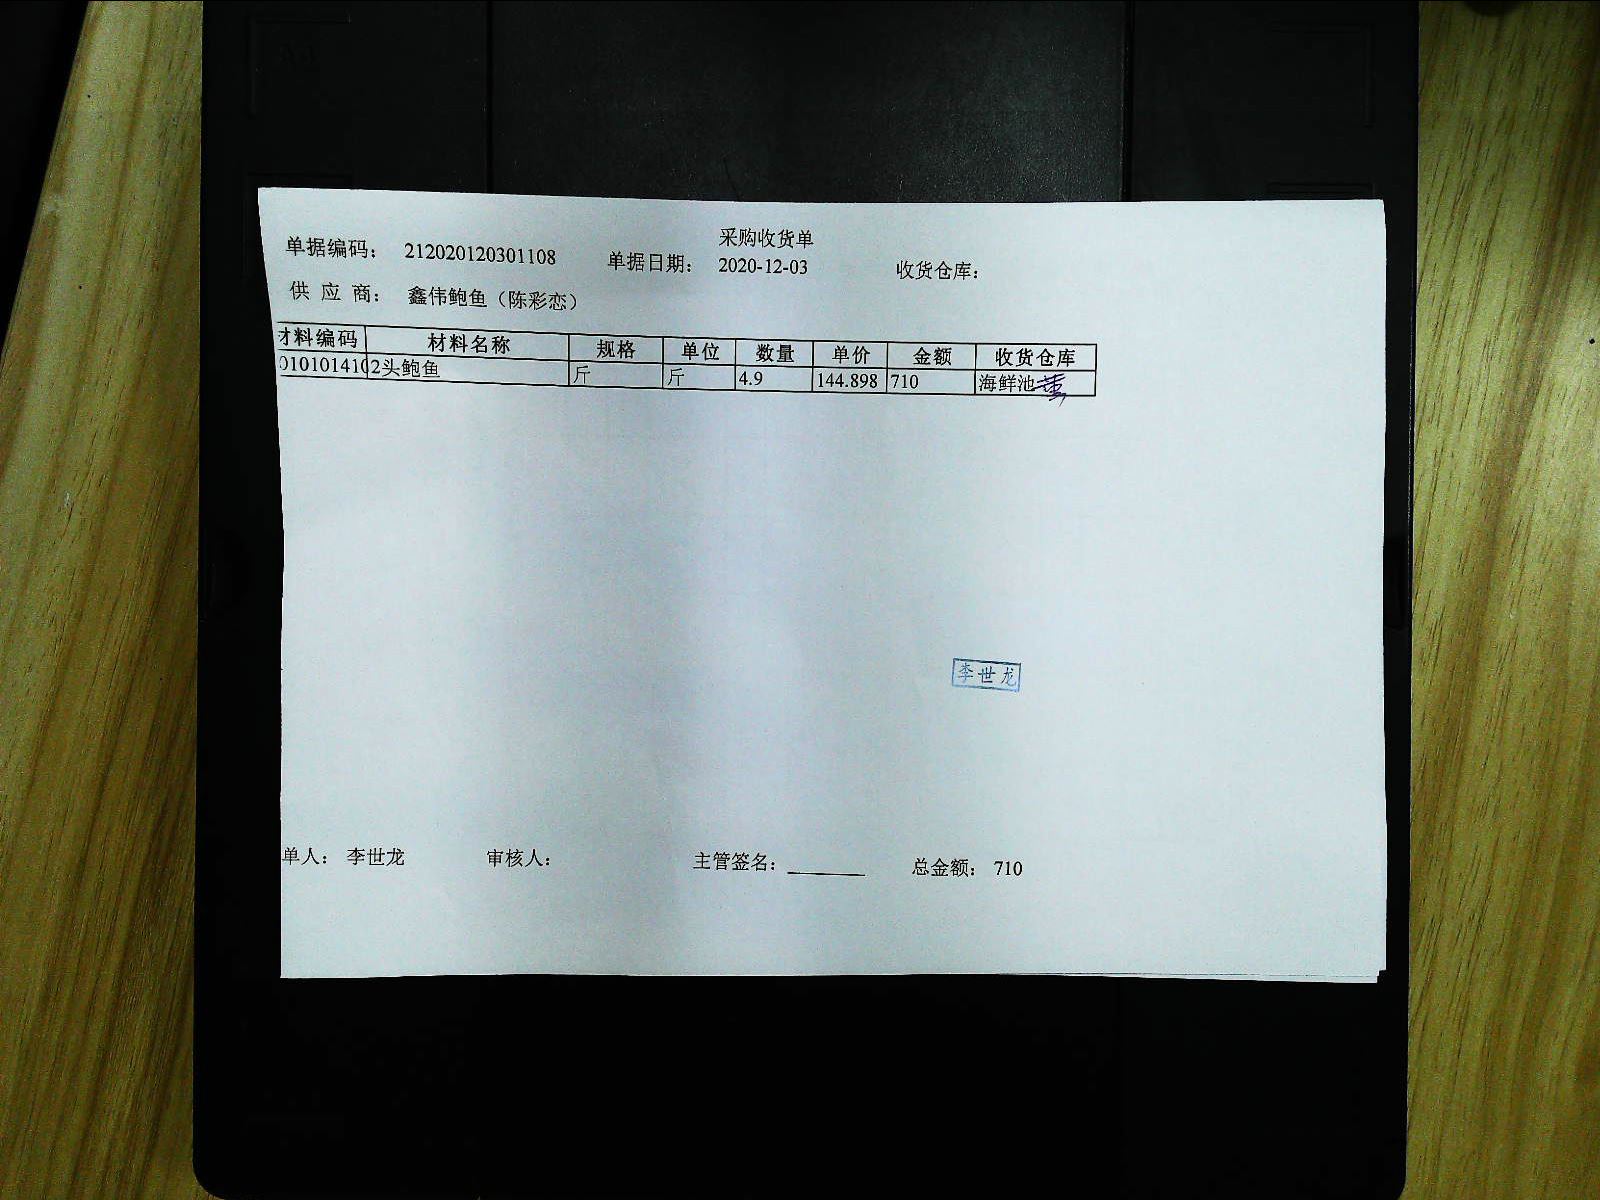 采购收货单
单据编码： 212020120301108 单据日期： 2020-12-03 收货仓库：
供 应 商： 鑫伟鲍鱼（陈彩恋）
材料编码 材料名称 规格 单位 数量 单价 金额 收货仓库
0101014102头鲍鱼 斤 斤 4.9 144.898 710 海鲜池
李世龙
单人： 李世龙 审核人： 主管签名： 总金额： 710